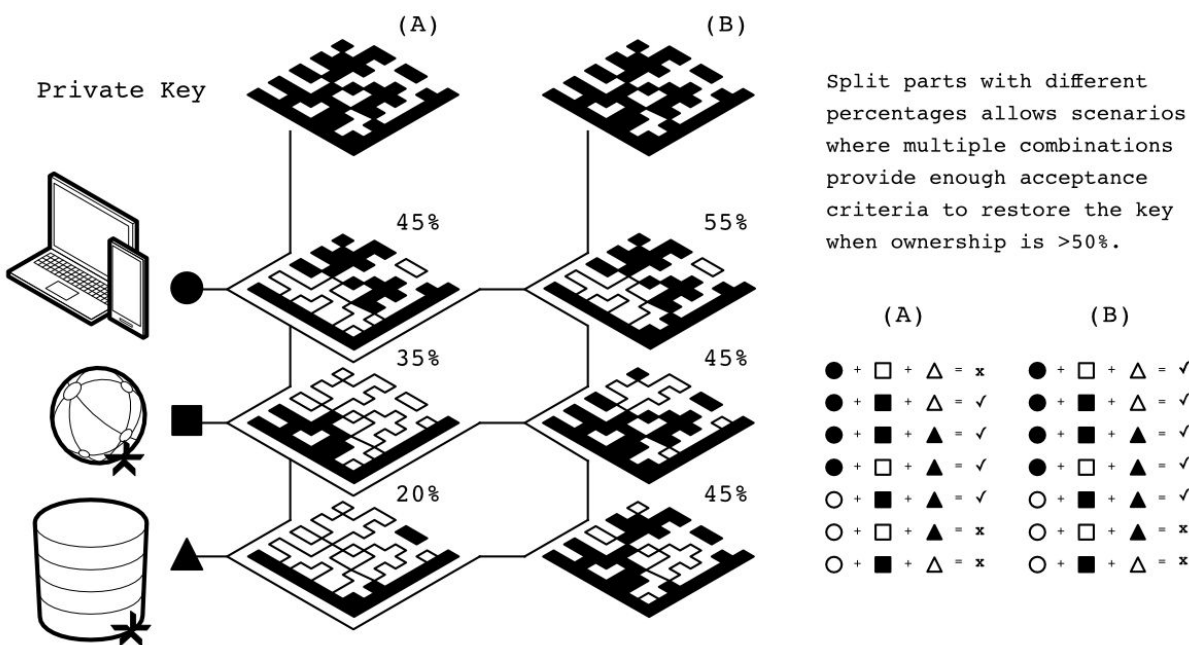 (A)
(B)
Private Key
Split parts with different
percentages allows scenarios
where multiple combinations
provide enough acceptance
criteria to restore the key
when ownership is >50%.
45%
55%
35%
45%
20%
45%
(A)
(B)
● + □ + △ = x
● + ■ + △ = ✓
● + ■ + ▲ = ✓
● + □ + ▲ = ✓
○ + ■ + ▲ = ✓
○ + □ + ▲ = x
○ + ■ + △ = x
● + □ + △ = ✓
● + ■ + △ = ✓
● + ■ + ▲ = ✓
● + □ + ▲ = ✓
○ + ■ + ▲ = ✓
○ + □ + ▲ = x
○ + ■ + △ = x